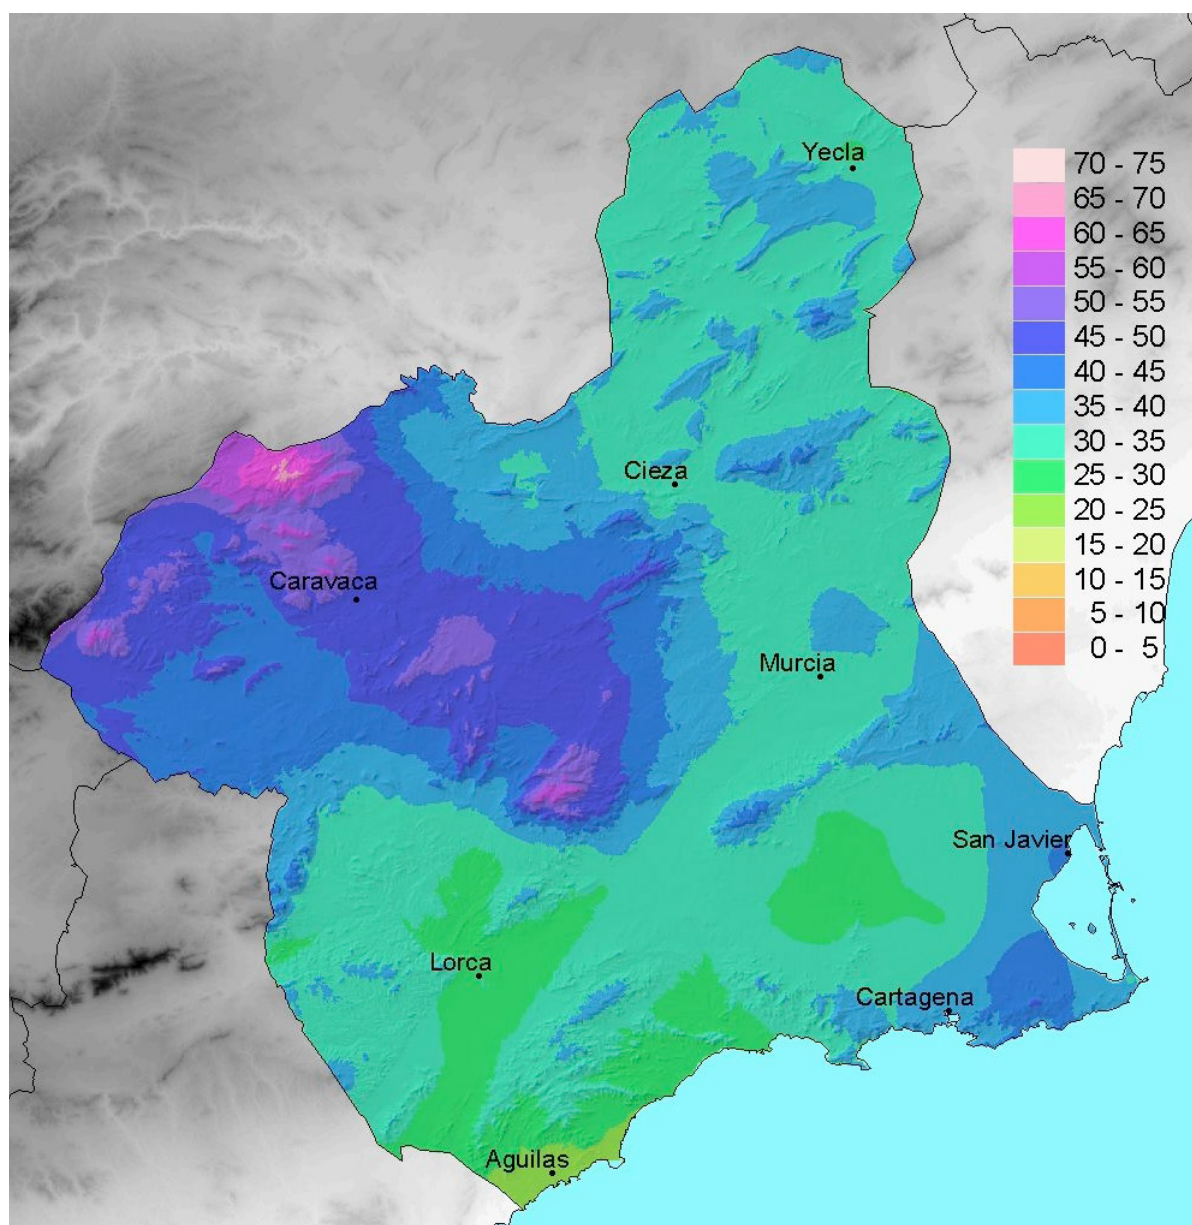 Yecla
70 - 75
65 - 70
60 - 65
55 - 60
50 - 55
45 - 50
40 - 45
35 - 40
30 - 35
25 - 30
20 - 25
15 - 20
10 - 15
5 - 10
0 - 5
Cieza
Caravaca
Murcia
San Javier
Lorca
Cartagena
Aguilas